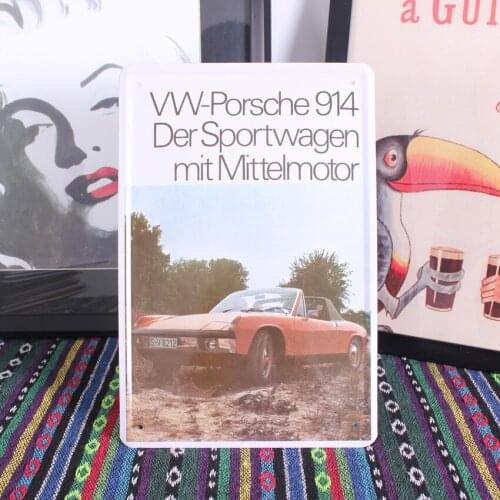 VW-Porsche 914
Der Sportwagen
mit Mittelmotor
a GUI